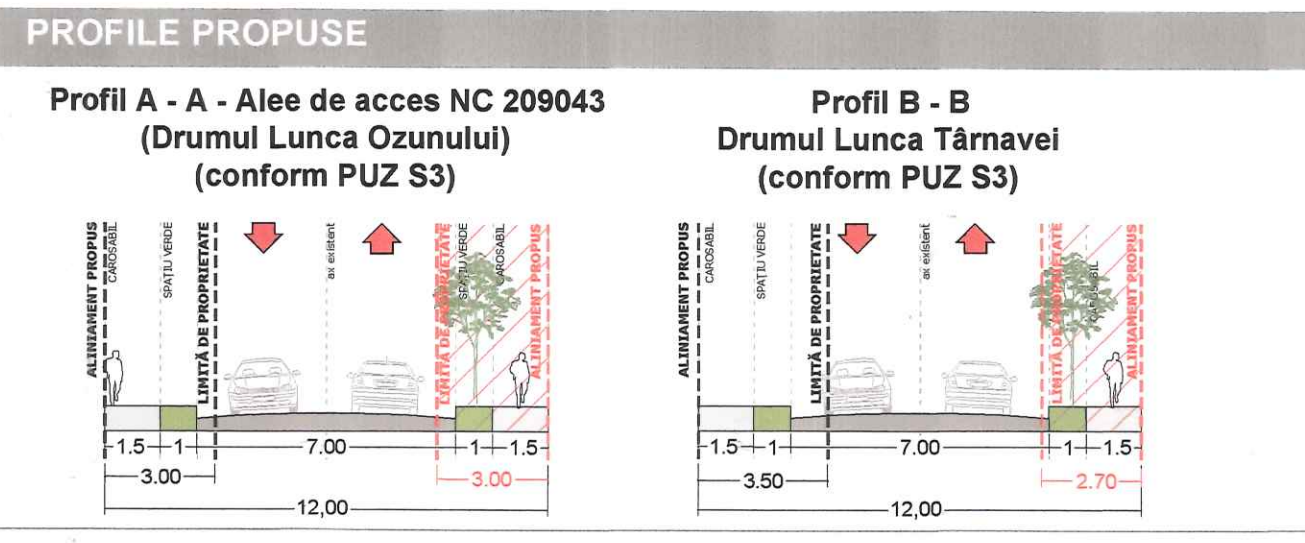 PROFILE PROPUSE
Profil A - A - Alee de acces NC 209043
(Drumul Lunca Ozunului)
(conform PUZ S3)
ALINIAMENT PROPUS
CAROSABIL
SPAȚIU VERDE
LIMITĂ DE PROPRIETATE
ax existent
LIMITĂ DE PROPRIETATE
SPAȚIU VERDE
CAROSABIL
ALINIAMENT PROPUS
1.5 1 7.00 1 1.5
3.00 3.00
12,00
Profil B - B
Drumul Lunca Târnavei
(conform PUZ S3)
ALINIAMENT PROPUS
CAROSABIL
SPAȚIU VERDE
LIMITĂ DE PROPRIETATE
ax existent
LIMITĂ DE PROPRIETATE
CAROSABIL
ALINIAMENT PROPUS
1.5 1 7.00 1 1.5
3.50 2.70
12,00